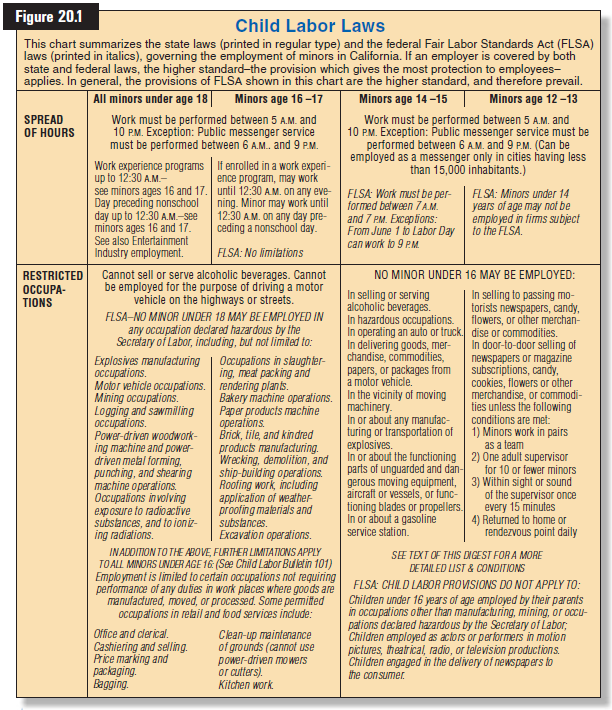 Figure 20.1
Child Labor Laws
This chart summarizes the state laws (printed in regular type) and the federal Fair Labor Standards Act (FLSA)
laws (printed in italics), governing the employment of minors in California. If an employer is covered by both
state and federal laws, the higher standard–the provision which gives the most protection to employees–
applies. In general, the provisions of FLSA shown in this chart are the higher standard, and therefore prevail.
All minors under age 18
Minors age 16 –17
Minors age 14 –15
Minors age 12 –13
SPREAD
OF HOURS
Work must be performed between 5 A.M. and
10 P.M. Exception: Public messenger service
must be performed between 6 A.M.. and 9 P.M.
Work experience programs
up to 12:30 A.M.–
see minors ages 16 and 17.
Day preceding nonschool
day up to 12:30 A.M.–see
minors ages 16 and 17.
See also Entertainment
Industry employment.
If enrolled in a work experi-
ence program, may work
until 12:30 A.M. on any eve-
ning. Minor may work until
12:30 A.M. on any day pre-
ceding a nonschool day.
FLSA: No limitations
Work must be performed between 5 A.M. and
10 P.M. Exception: Public messenger service must be
performed between 6 A.M. and 9 P.M. (Can be
employed as a messenger only in cities having less
than 15,000 inhabitants.)
FLSA: Work must be per-
formed between 7 A.M.
and 7 P.M. Exceptions:
From June 1 to Labor Day
can work to 9 P.M.
FLSA: Minors under 14
years of age may not be
employed in firms subject
to the FLSA.
RESTRICTED
OCCUPA-
TIONS
Cannot sell or serve alcoholic beverages. Cannot
be employed for the purpose of driving a motor
vehicle on the highways or streets.
FLSA–NO MINOR UNDER 18 MAY BE EMPLOYED IN
any occupation declared hazardous by the
Secretary of Labor, including, but not limited to:
Explosives manufacturing
occupations.
Motor vehicle occupations.
Mining occupations.
Logging and sawmilling
occupations.
Power-driven woodwork-
ing machine and power-
driven metal forming,
punching, and shearing
machine operations.
Occupations involving
exposure to radioactive
substances, and to ioniz-
ing radiations.
Occupations in slaughter-
ing, meat packing and
rendering plants.
Bakery machine operations.
Paper products machine
operations.
Brick, tile, and kindred
products manufacturing.
Wrecking, demolition, and
ship-building operations.
Roofing work, including
application of weather-
proofing materials and
substances.
Excavation operations.
IN ADDITION TO THE ABOVE, FURTHER LIMITATIONS APPLY
TO ALL MINORS UNDER AGE 16: (See Child Labor Bulletin 101)
Employment is limited to certain occupations not requiring
performance of any duties in work places where goods are
manufactured, moved, or processed. Some permitted
occupations in retail and food services include:
Office and clerical.
Cashiering and selling.
Price marking and
packaging.
Bagging.
Clean-up maintenance
of grounds (cannot use
power-driven mowers
or cutters).
Kitchen work.
NO MINOR UNDER 16 MAY BE EMPLOYED:
In selling or serving
alcoholic beverages.
In hazardous occupations.
In operating an auto or truck.
In delivering goods, mer-
chandise, commodities,
papers, or packages from
a motor vehicle.
In the vicinity of moving
machinery.
In or about any manufac-
turing or transportation of
explosives.
In or about the functioning
parts of unguarded and dan-
gerous moving equipment,
aircraft or vessels, or func-
tioning blades or propellers.
In or about a gasoline
service station.
In selling to passing mo-
torists newspapers, candy,
flowers, or other merchan-
dise or commodities.
In door-to-door selling of
newspapers or magazine
subscriptions, candy,
cookies, flowers or other
merchandise, or commodi-
ties unless the following
conditions are met:
1) Minors work in pairs
as a team
2) One adult supervisor
for 10 or fewer minors
3) Within sight or sound
of the supervisor once
every 15 minutes
4) Returned to home or
rendezvous point daily
SEE TEXT OF THIS DIGEST FOR A MORE
DETAILED LIST & CONDITIONS
FLSA: CHILD LABOR PROVISIONS DO NOT APPLY TO:
Children under 16 years of age employed by their parents
in occupations other than manufacturing, mining, or occu-
pations declared hazardous by the Secretary of Labor;
Children employed as actors or performers in motion
pictures, theatrical, radio, or television productions.
Children engaged in the delivery of newspapers to
the consumer.